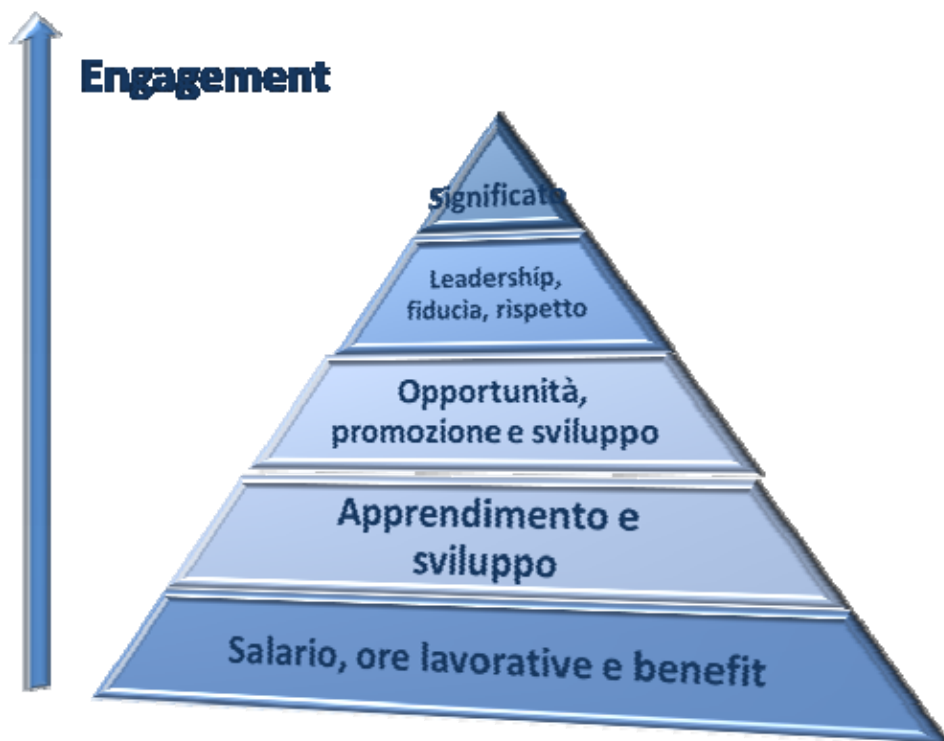 Engagement
Significato
Leadership,
fiducia, rispetto
Opportunità,
promozione e sviluppo
Apprendimento e
sviluppo
Salario, ore lavorative e benefit